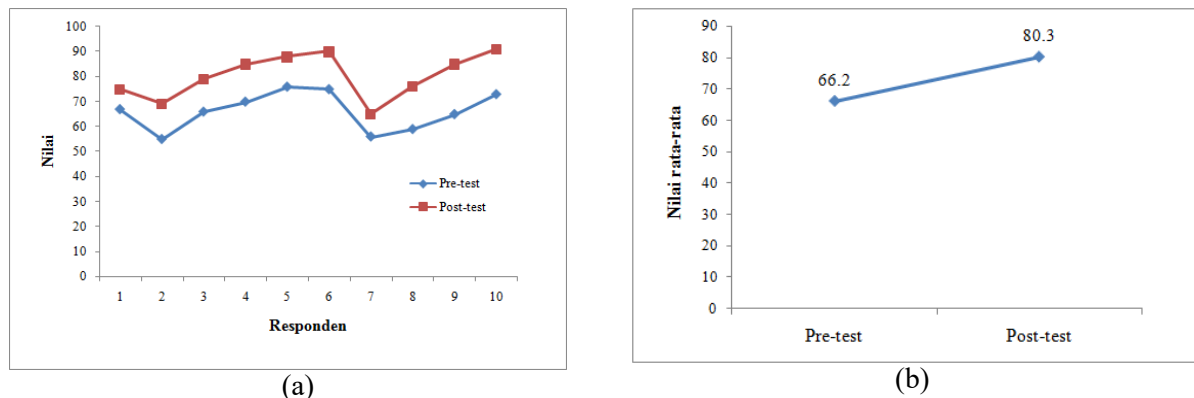 100
90
80
70
60
50
40
30
20
10
0
Nilai
Pre-test
Post-test
1 2 3 4 5 6 7 8 9 10
Responden
(a)
90
80
70
60
50
40
30
20
10
0
Nilai rata-rata
66.2
80.3
Pre-test Post-test
(b)